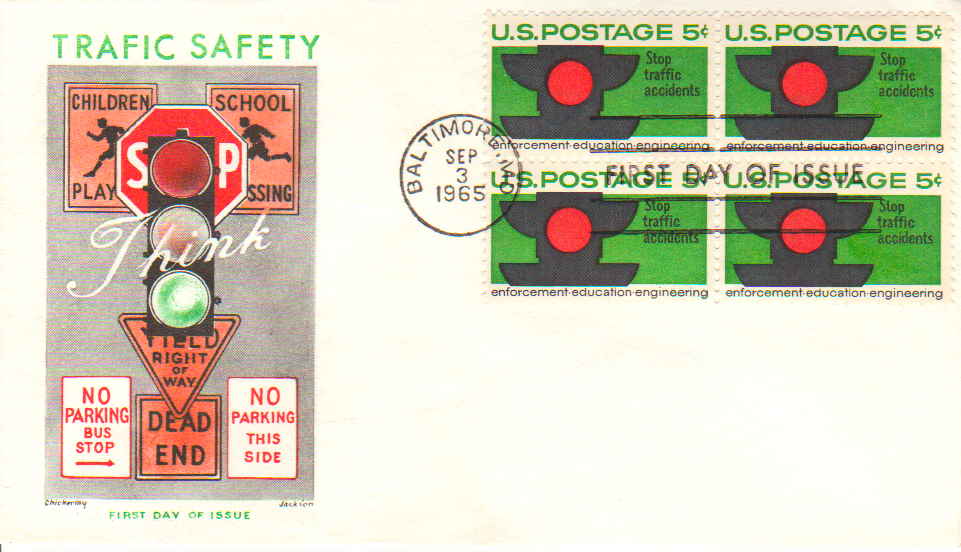 TRAFIC SAFETY
CHILDREN
PLAY
SCHOOL
SSING
S P
Think
YIELD
RIGHT
OF
WAY
NO
PARKING
BUS
STOP
DEAD
END
NO
PARKING
THIS
SIDE
Chickering
Jackson
FIRST DAY OF ISSUE
BALTIMORE, MD
SEP
3
1965
FIRST DAY OF ISSUE
U.S. POSTAGE 5¢
Stop
traffic
accidents
enforcement·education·engineering
U.S. POSTAGE 5¢
Stop
traffic
accidents
enforcement·education·engineering
U.S. POSTAGE 5¢
Stop
traffic
accidents
enforcement·education·engineering
U.S. POSTAGE 5¢
Stop
traffic
accidents
enforcement·education·engineering